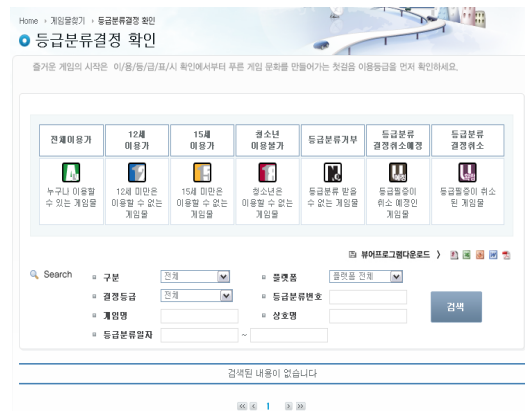 Home › 게임물찾기 › 등급분류결정 확인
등급분류결정 확인
즐거운 게임의 시작은 이/용/등/급/표/시 확인에서부터 푸른 게임 문화를 만들어가는 첫걸음 이용등급을 먼저 확인하세요.
전체이용가 12세 이용가 15세 이용가 청소년 이용불가 등급분류거부 등급분류 결정취소예정 등급분류 결정취소
누구나 이용할 수 있는 게임물
12세 미만은 이용할 수 없는 게임물
15세 미만은 이용할 수 없는 게임물
청소년은 이용할 수 없는 게임물
등급분류 받을 수 없는 게임물
등급필증이 취소 예정인 게임물
등급필증이 취소 된 게임물
뷰어프로그램다운로드 〉
Search
구분 전체 플랫폼 플랫폼 전체
결정등급 전체 등급분류번호
게임명 상호명
검색
등급분류일자 ~
검색된 내용이 없습니다
1